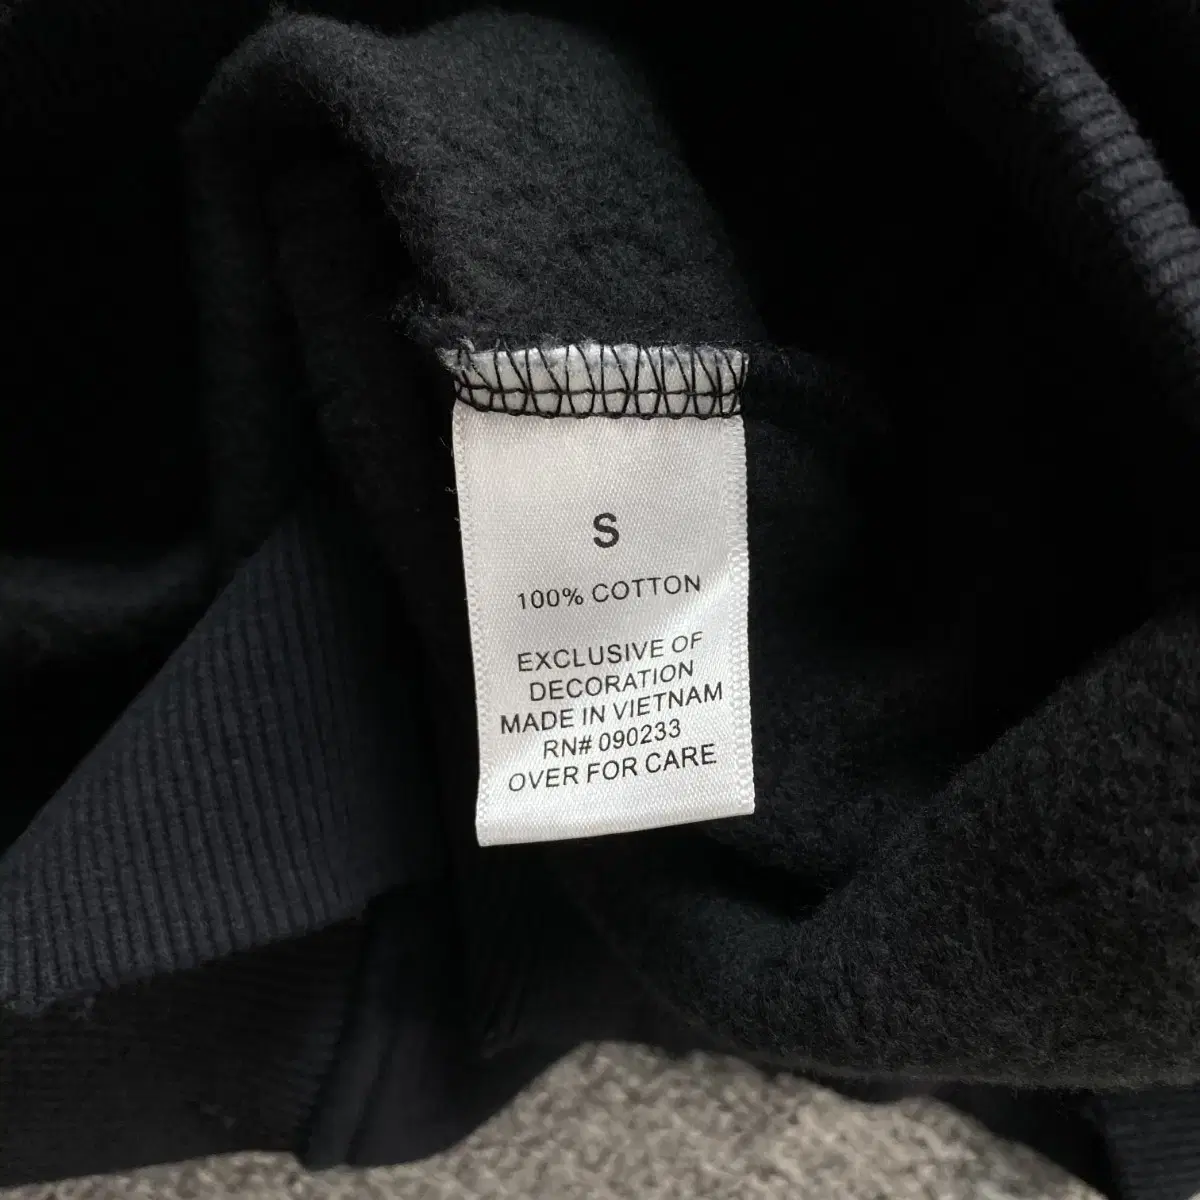 S
100% COTTON
EXCLUSIVE OF
DECORATION
MADE IN VIETNAM
RN# 090233
OVER FOR CARE